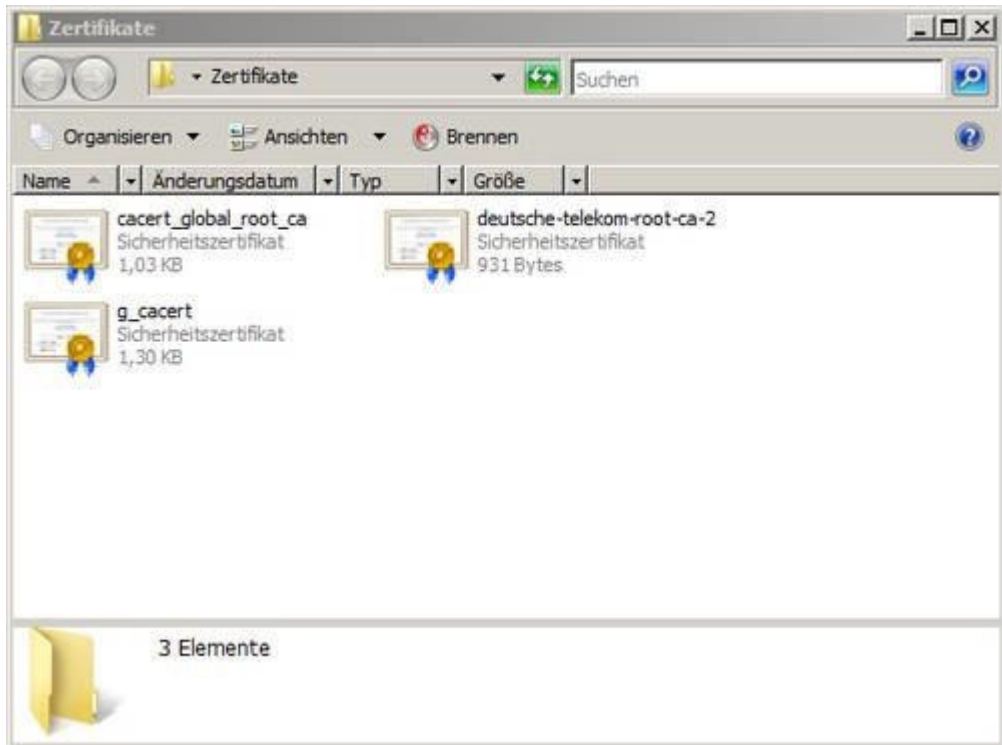 Zertifikate
Zertifikate Suchen
Organisieren Ansichten Brennen
Name Änderungsdatum Typ Größe
cacert_global_root_ca
Sicherheitszertifikat
1,03 KB
deutsche-telekom-root-ca-2
Sicherheitszertifikat
931 Bytes
g_cacert
Sicherheitszertifikat
1,30 KB
3 Elemente